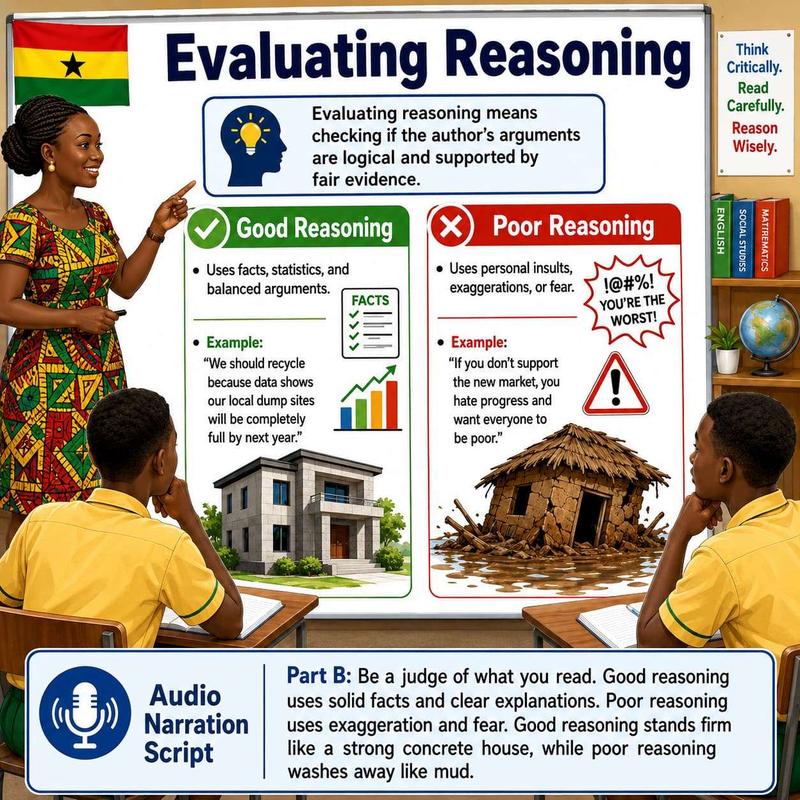 Evaluating Reasoning
Think
Critically.
Read
Carefully.
Reason
Wisely.
Evaluating reasoning means
checking if the author's arguments
are logical and supported by
fair evidence.
Good Reasoning
• Uses facts, statistics, and
balanced arguments.
FACTS
• Example:
"We should recycle
because data shows
our local dump sites
will be completely
full by next year."
Poor Reasoning
• Uses personal insults,
exaggerations, or fear.
!@#%!
YOU'RE THE
WORST!
• Example:
"If you don't support
the new market, you
hate progress and
want everyone to
be poor."
ENGLISH
SOCIAL STUDISS
MATTREMATICS
Audio
Narration
Script
Part B: Be a judge of what you read. Good reasoning
uses solid facts and clear explanations. Poor reasoning
uses exaggeration and fear. Good reasoning stands firm
like a strong concrete house, while poor reasoning
washes away like mud.